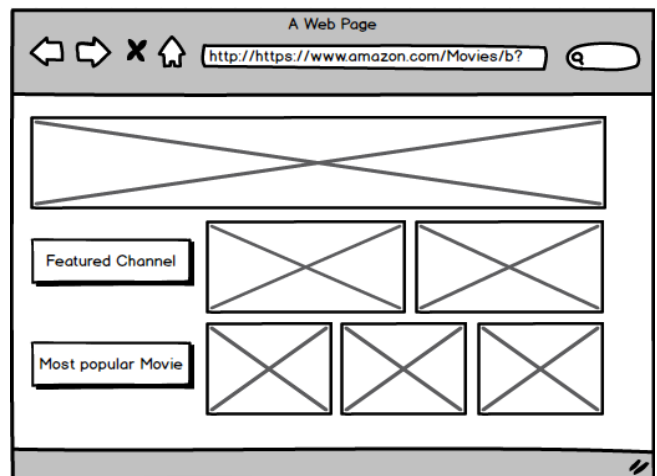 A Web Page
http://https://www.amazon.com/Movies/b?
Featured Channel
Most popular Movie